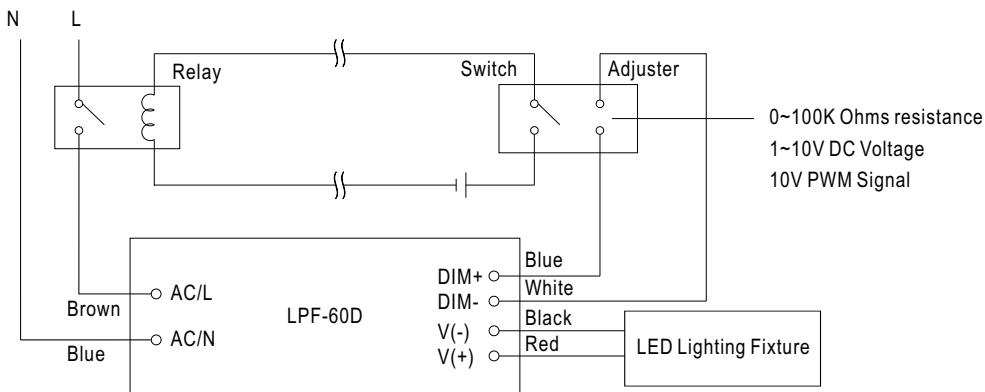 N L
Relay
Switch
Adjuster
0~100K Ohms resistance
1~10V DC Voltage
10V PWM Signal
Brown
Blue
AC/L
AC/N
LPF-60D
DIM+
DIM-
V(-)
V(+)
Blue
White
Black
Red
LED Lighting Fixture